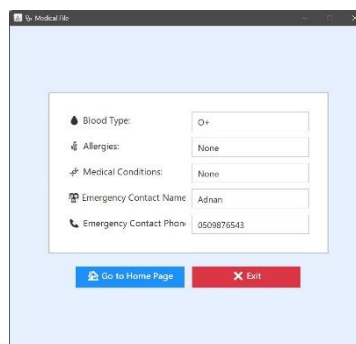 Medical File
Blood Type: O+
Allergies: None
Medical Conditions: None
Emergency Contact Name Adnan
Emergency Contact Phon 0509876543
Go to Home Page Exit